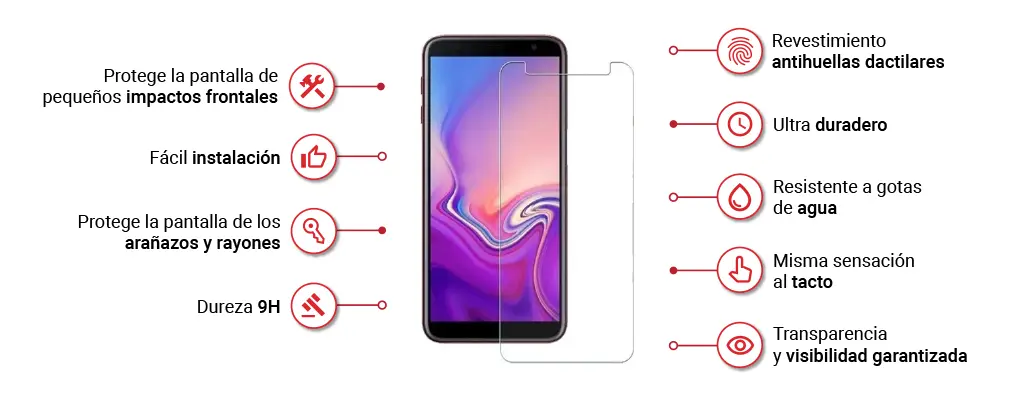 Protege la pantalla de
pequeños impactos frontales
Fácil instalación
Protege la pantalla de los
arañazos y rayones
Dureza 9H
Revestimiento
antihuellas dactilares
Ultra duradero
Resistente a gotas
de agua
Misma sensación
al tacto
Transparencia
y visibilidad garantizada